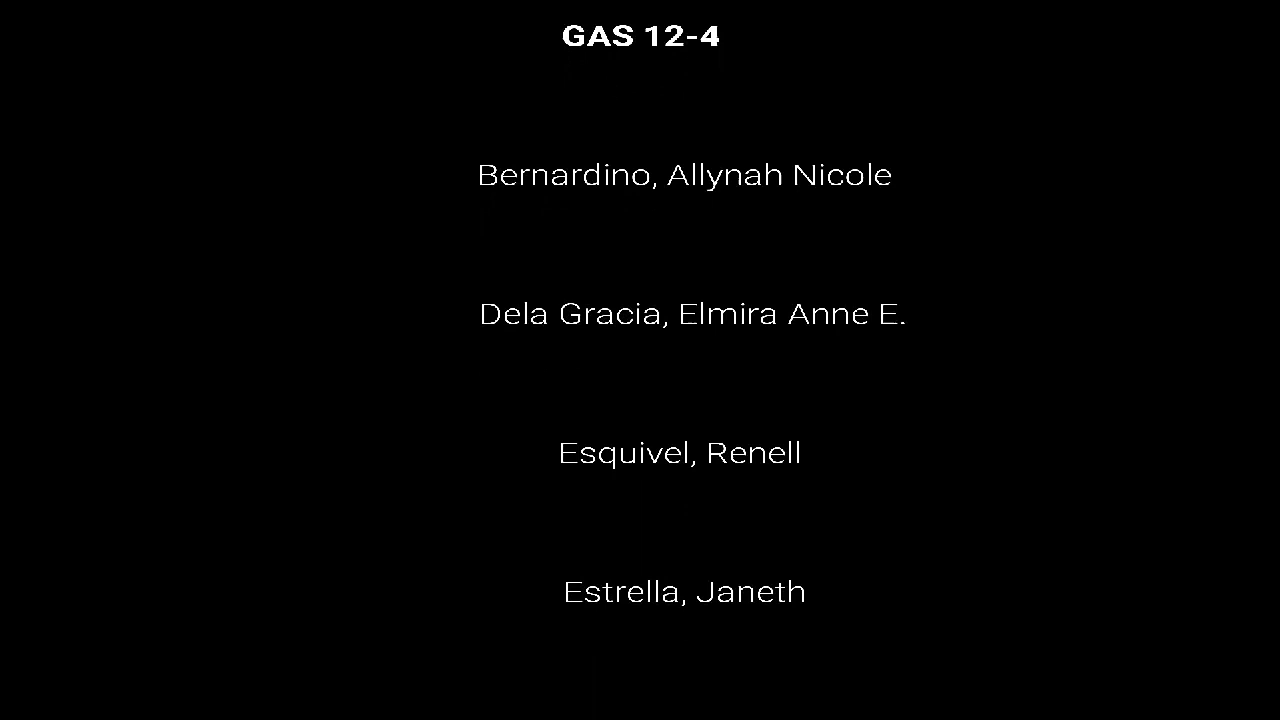 GAS 12-4
Bernardino, Allynah Nicole
Dela Gracia, Elmira Anne E.
Esquivel, Renell
Estrella, Janeth